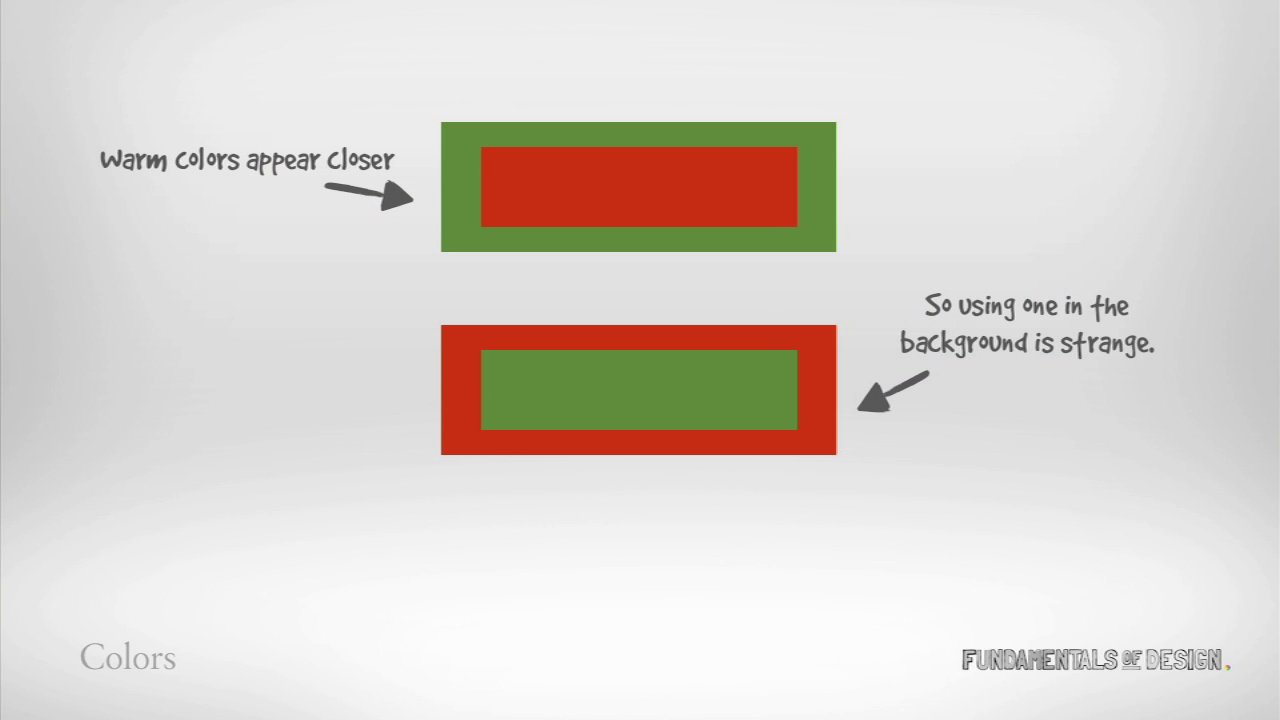 Warm colors appear closer
So using one in the
background is strange.
Colors
FUNDAMENTALS OF DESIGN.